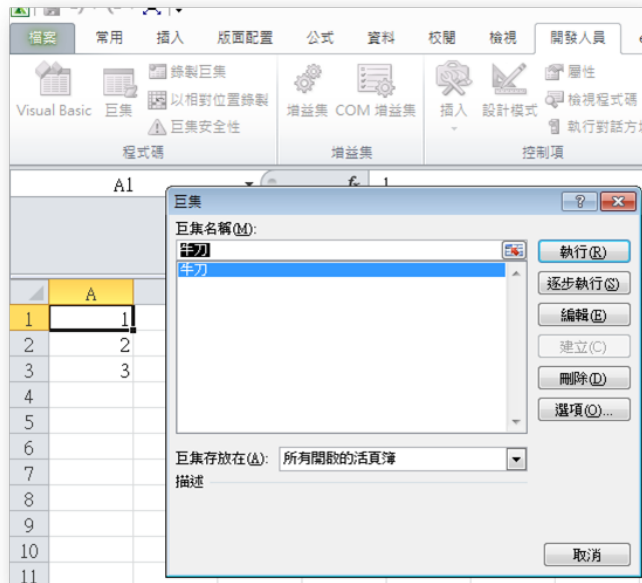 檔案 常用 插入 版面配置 公式 資料 校閱 檢視 開發人員
Visual Basic 巨集 錄製巨集 以相對位置錄製 巨集安全性
增益集 COM 增益集
插入 設計模式 屬性 檢視程式碼 執行對話方
程式碼 增益集 控制項
A1 fx 1
巨集
巨集名稱(M):
牛刀
牛刀
執行(R)
逐步執行(S)
編輯(E)
建立(C)
刪除(D)
選項(O)...
巨集存放在(A): 所有開啟的活頁簿
描述
取消
A
1 1
2 2
3 3
4
5
6
7
8
9
10
11